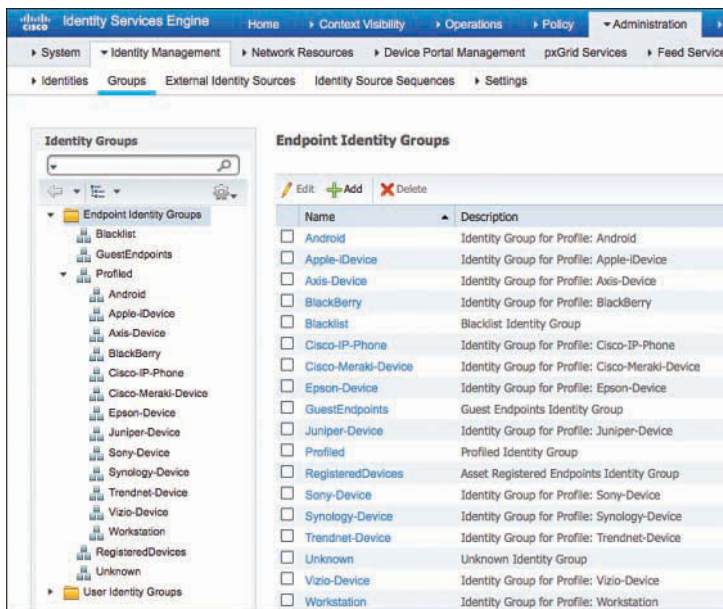 cisco Identity Services Engine Home Context Visibility Operations Policy Administration
System Identity Management Network Resources Device Portal Management pxGrid Services Feed Service
Identities Groups External Identity Sources Identity Source Sequences Settings
Identity Groups
Endpoint Identity Groups
Blacklist
GuestEndpoints
Profiled
Android
Apple-iDevice
Axis-Device
BlackBerry
Cisco-IP-Phone
Cisco-Meraki-Device
Epson-Device
Juniper-Device
Sony-Device
Synology-Device
Trendnet-Device
Vizio-Device
Workstation
RegisteredDevices
Unknown
User Identity Groups
Endpoint Identity Groups
Edit Add Delete
Name Description
Android Identity Group for Profile: Android
Apple-iDevice Identity Group for Profile: Apple-iDevice
Axis-Device Identity Group for Profile: Axis-Device
BlackBerry Identity Group for Profile: BlackBerry
Blacklist Blacklist Identity Group
Cisco-IP-Phone Identity Group for Profile: Cisco-IP-Phone
Cisco-Meraki-Device Identity Group for Profile: Cisco-Meraki-Device
Epson-Device Identity Group for Profile: Epson-Device
GuestEndpoints Guest Endpoints Identity Group
Juniper-Device Identity Group for Profile: Juniper-Device
Profiled Profiled Identity Group
RegisteredDevices Asset Registered Endpoints Identity Group
Sony-Device Identity Group for Profile: Sony-Device
Synology-Device Identity Group for Profile: Synology-Device
Trendnet-Device Identity Group for Profile: Trendnet-Device
Unknown Unknown Identity Group
Vizio-Device Identity Group for Profile: Vizio-Device
Workstation Identity Group for Profile: Workstation